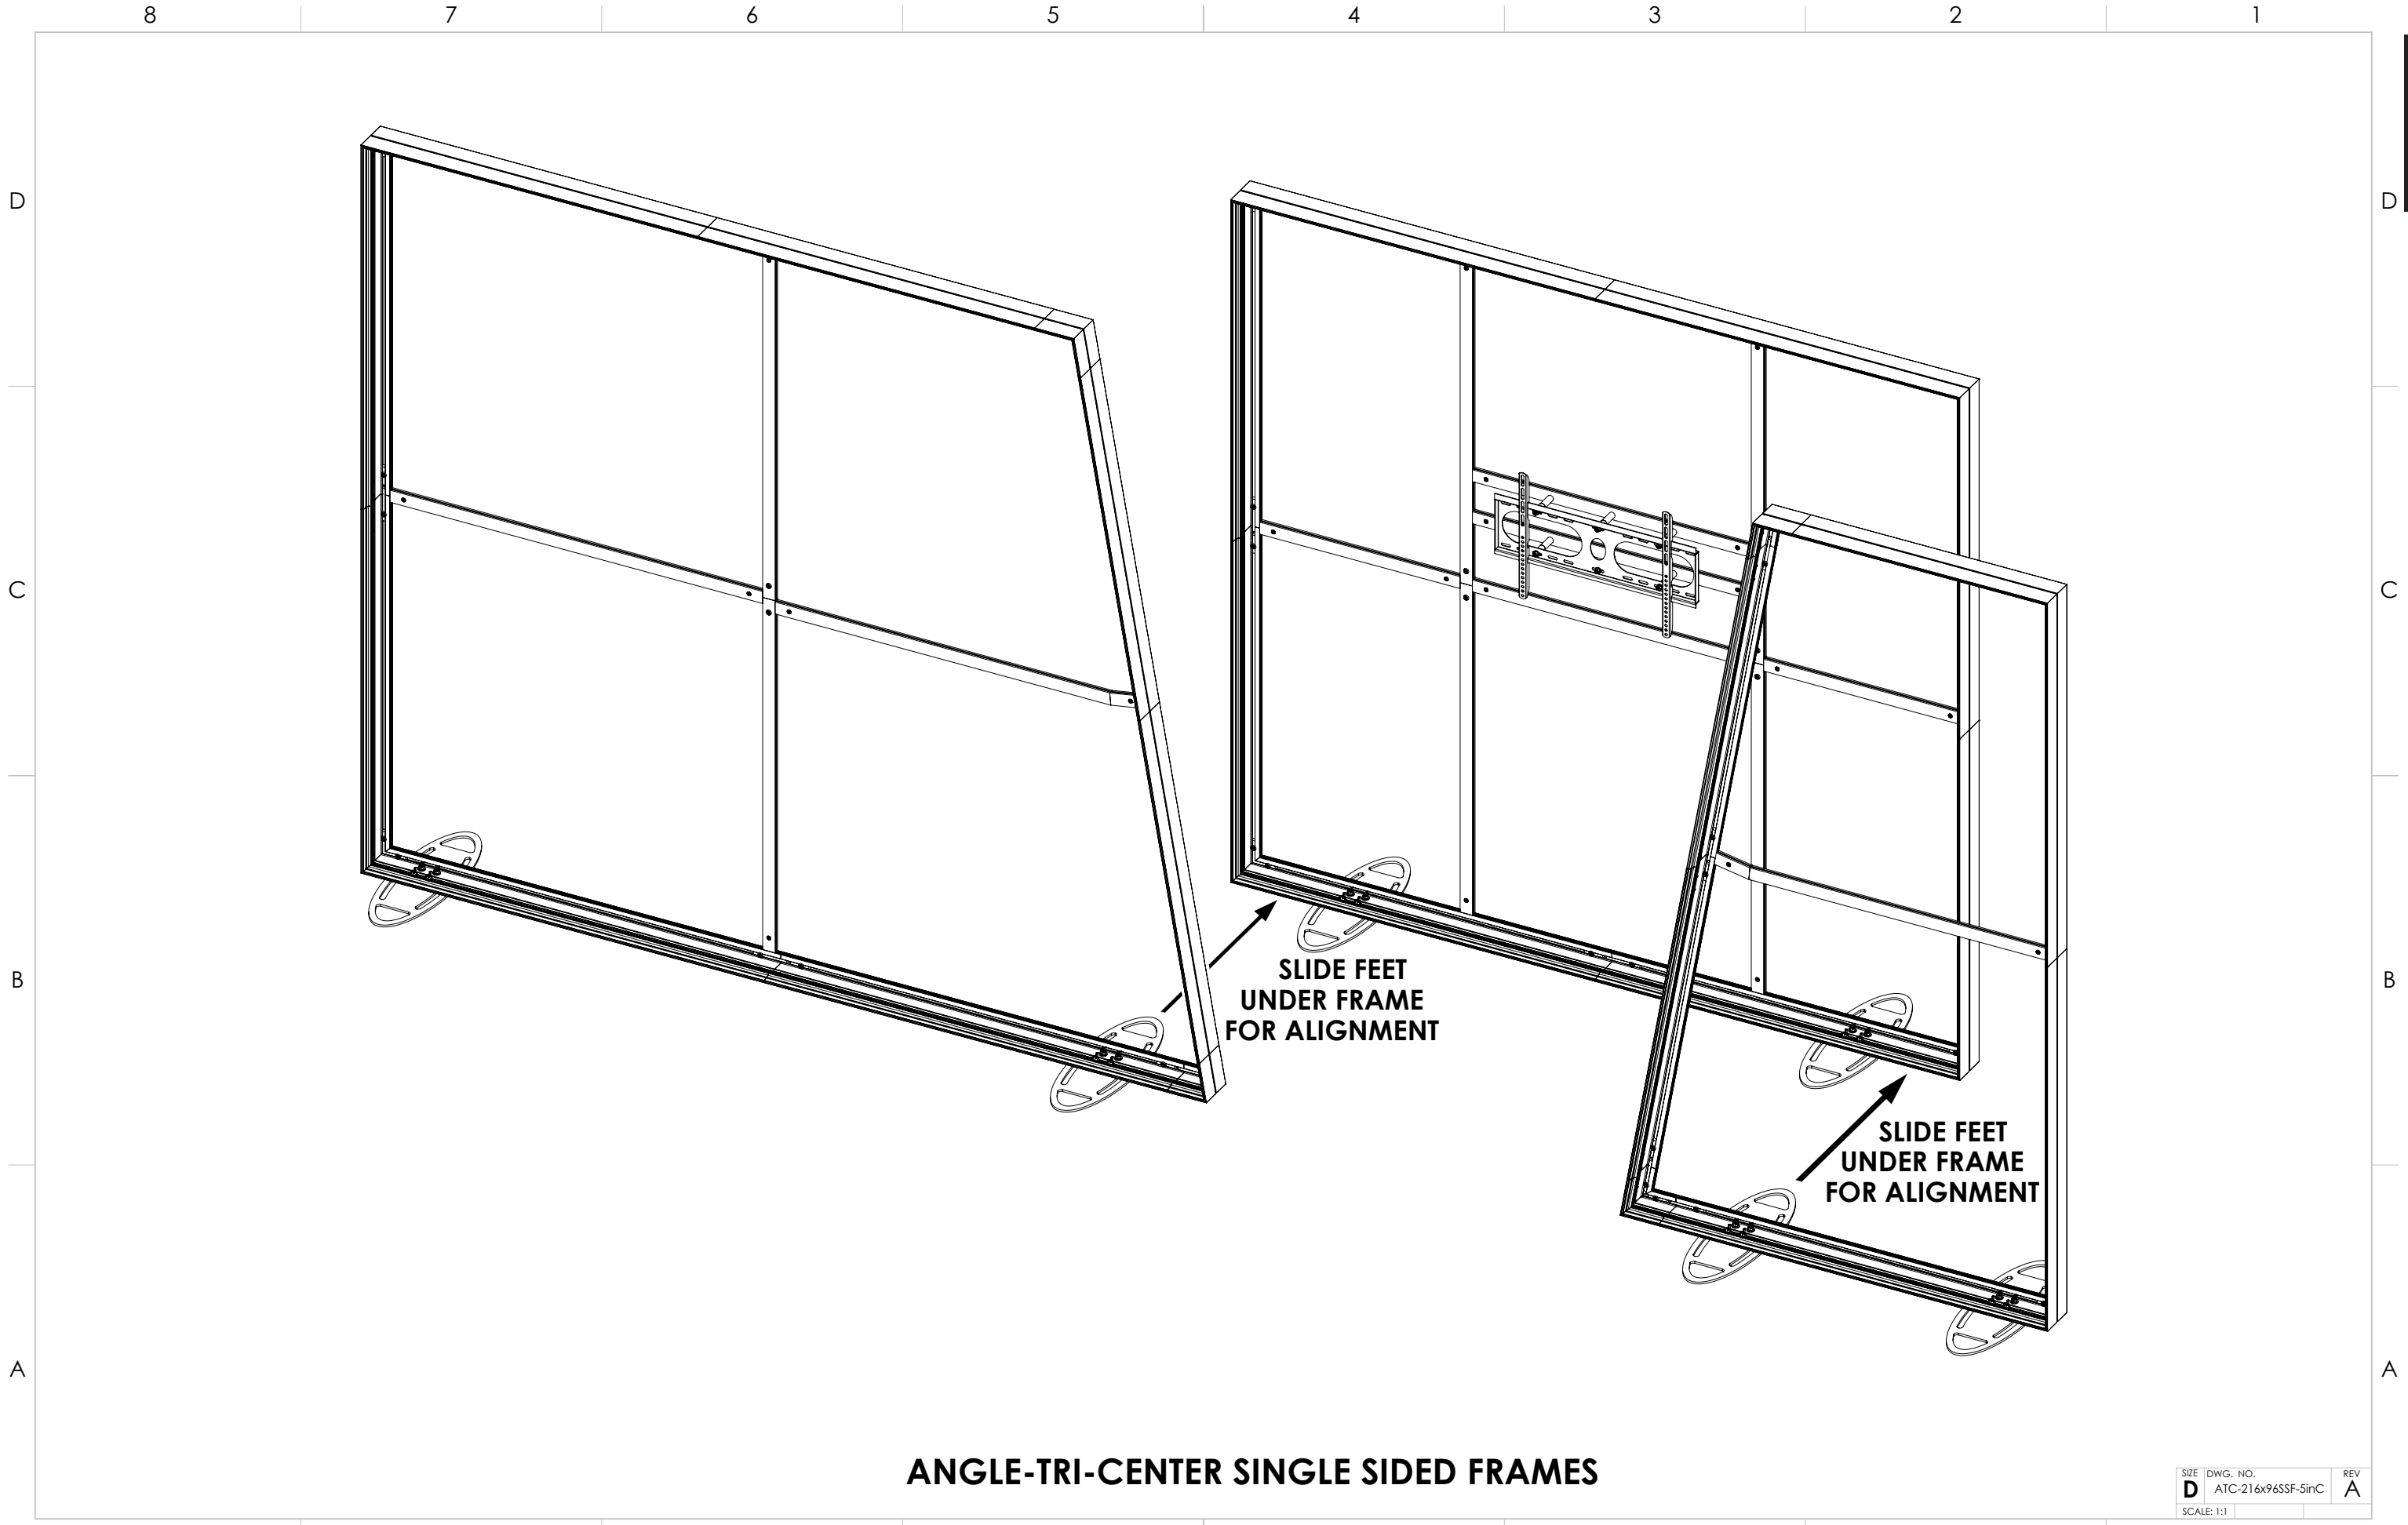 8 7 6 5 4 3 2 1
D D
C C
SLIDE FEET
UNDER FRAME
FOR ALIGNMENT
B B
SLIDE FEET
UNDER FRAME
FOR ALIGNMENT
A A
ANGLE-TRI-CENTER SINGLE SIDED FRAMES
SIZE DWG. NO. REV
D ATC-216x96SSF-5inC A
SCALE: 1:1